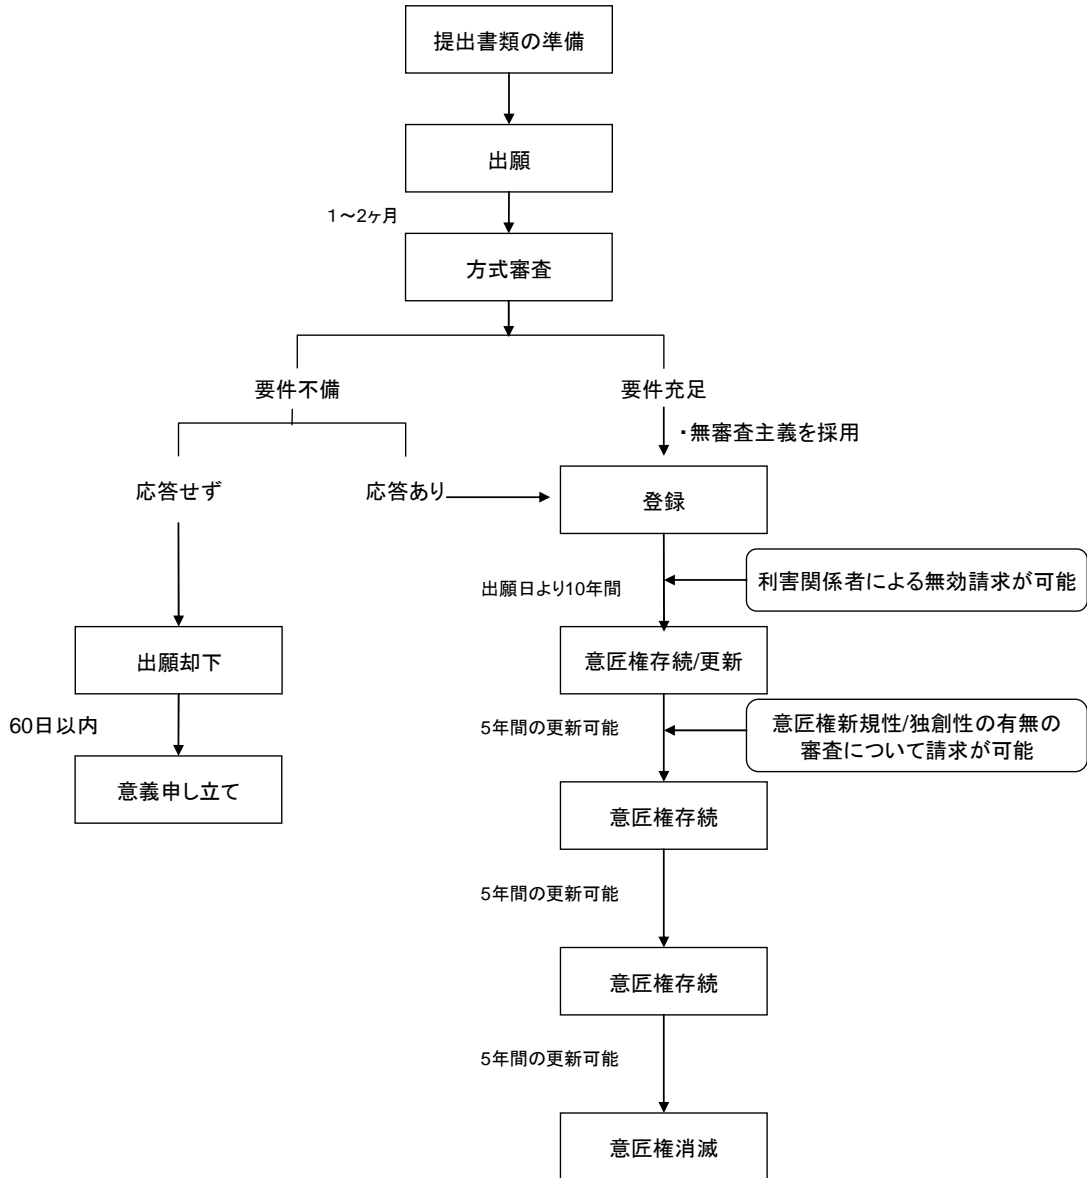 提出書類の準備
出願
1～2ヶ月
方式審査
要件不備
要件充足
・無審査主義を採用
応答せず
応答あり
登録
出願日より10年間
利害関係者による無効請求が可能
出願却下
意匠権存続/更新
60日以内
5年間の更新可能
意匠権新規性/独創性の有無の
審査について請求が可能
意義申し立て
意匠権存続
5年間の更新可能
意匠権存続
5年間の更新可能
意匠権消滅